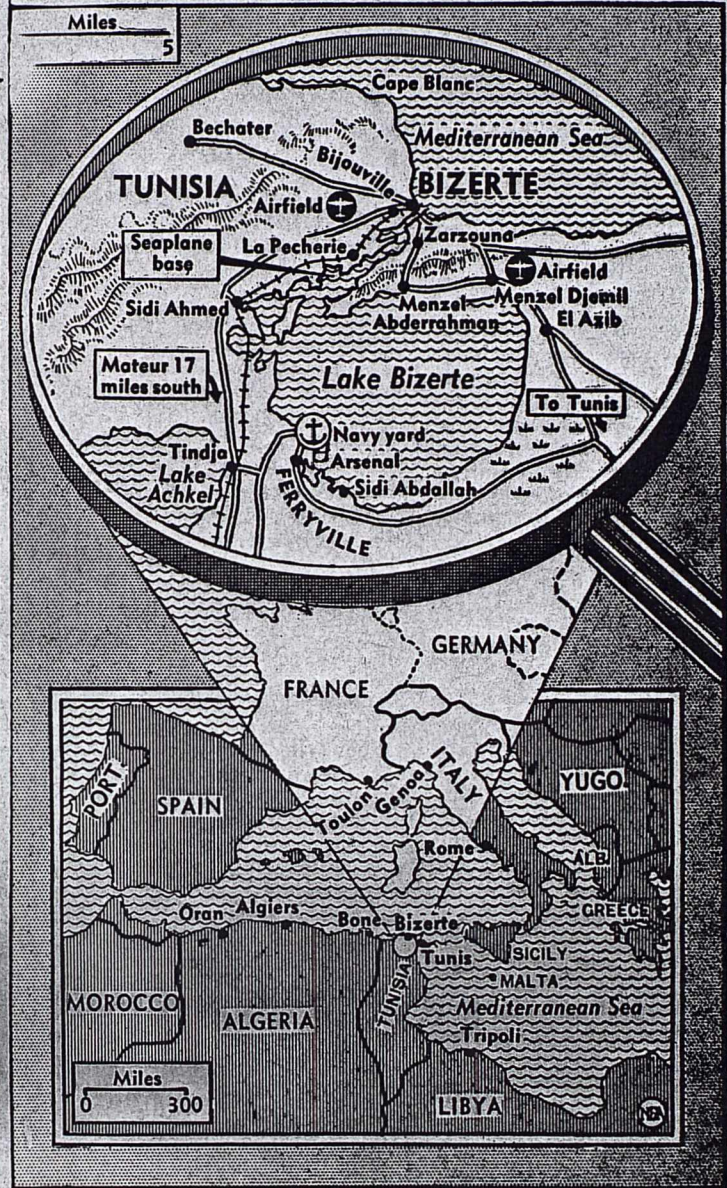 Miles
5
Cape Blanc
Bechater
Mediterranean Sea
Bijouville
TUNISIA
BIZERTE
Airfield
Zarzouna
La Pecherie
Seaplane
base
Airfield
Menzel Djemil
Menzel
Abderrahman
Sidi Ahmed
El Azib
Mateur 17
miles south
Lake Bizerte
To Tunis
Navy yard
Tindja
Arsenal
Lake
Achkel
Sidi Abdallah
FERRYVILLE
GERMANY
FRANCE
ITALY
YUGO.
PORT.
SPAIN
Toulon
Genoa
Rome
ALB.
GREECE
Oran
Algiers
Bone
Bizerte
Tunis
SICILY
MALTA
TUNISIA
MOROCCO
ALGERIA
Mediterranean Sea
Tripoli
Miles
0 300
LIBYA
NEA